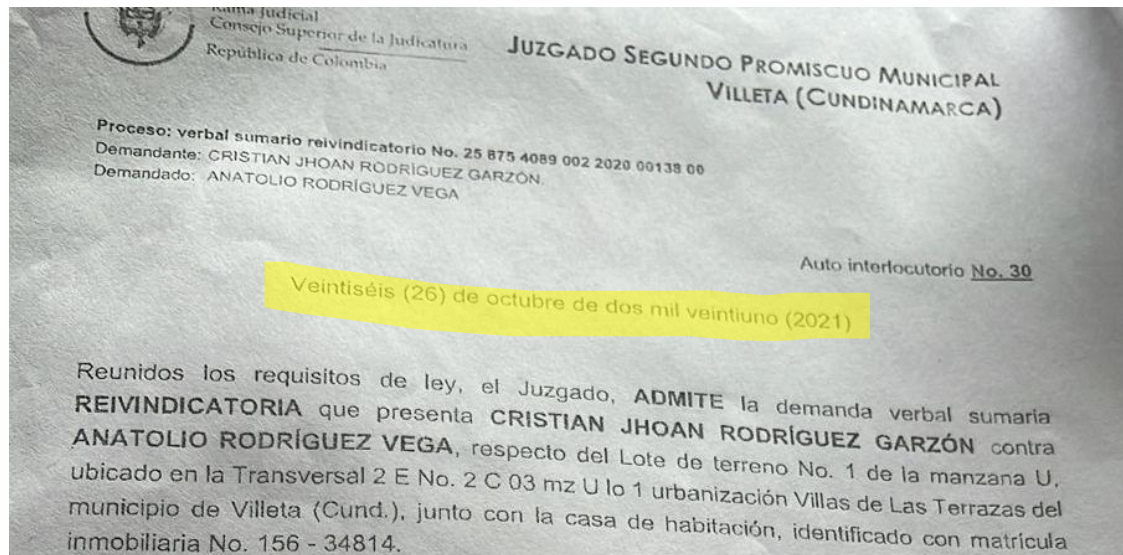 Rama Judicial
Consejo Superior de la Judicatura
República de Colombia
JUZGADO SEGUNDO PROMISCUO MUNICIPAL
VILLETA (CUNDINAMARCA)
Proceso: verbal sumario reivindicatorio No. 25 875 4089 002 2020 00138 00
Demandante: CRISTIAN JHOAN RODRÍGUEZ GARZÓN.
Demandado: ANATOLIO RODRÍGUEZ VEGA
Auto interlocutorio No. 30
Veintiséis (26) de octubre de dos mil veintiuno (2021)
Reunidos los requisitos de ley, el Juzgado, ADMITE la demanda verbal sumaria
REIVINDICATORIA que presenta CRISTIAN JHOAN RODRÍGUEZ GARZÓN contra
ANATOLIO RODRÍGUEZ VEGA, respecto del Lote de terreno No. 1 de la manzana U,
ubicado en la Transversal 2 E No. 2 C 03 mz U lo 1 urbanización Villas de Las Terrazas del
municipio de Villeta (Cund.), junto con la casa de habitación, identificado con matrícula
inmobiliaria No. 156 - 34814.